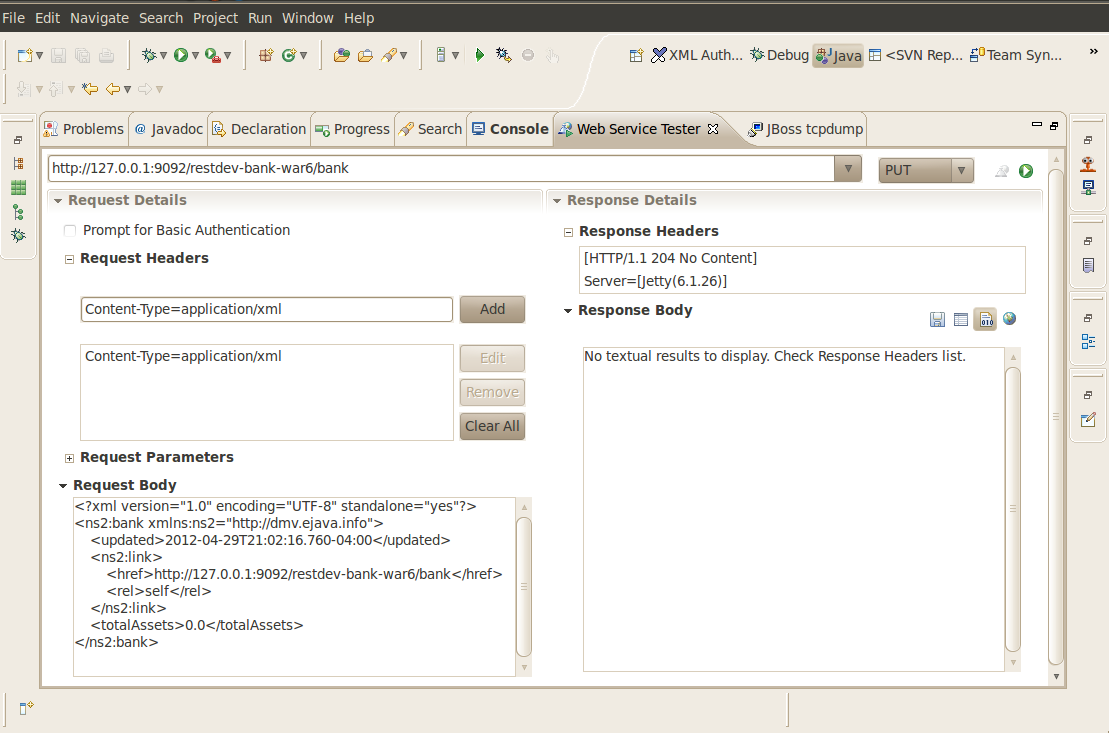 File Edit Navigate Search Project Run Window Help
XML Auth... Debug Java <SVN Rep... Team Syn... »
Problems @ Javadoc Declaration Progress Search Console Web Service Tester JBoss tcpdump
http://127.0.0.1:9092/restdev-bank-war6/bank PUT
Request Details
Prompt for Basic Authentication
Request Headers
Content-Type=application/xml Add
Content-Type=application/xml Edit
Remove
Clear All
Request Parameters
Request Body
<?xml version="1.0" encoding="UTF-8" standalone="yes"?>
<ns2:bank xmlns:ns2="http://dmv.ejava.info">
<updated>2012-04-29T21:02:16.760-04:00</updated>
<ns2:link>
<href>http://127.0.0.1:9092/restdev-bank-war6/bank</href>
<rel>self</rel>
</ns2:link>
<totalAssets>0.0</totalAssets>
</ns2:bank>
Response Details
Response Headers
[HTTP/1.1 204 No Content]
Server=[Jetty(6.1.26)]
Response Body
010
No textual results to display. Check Response Headers list.